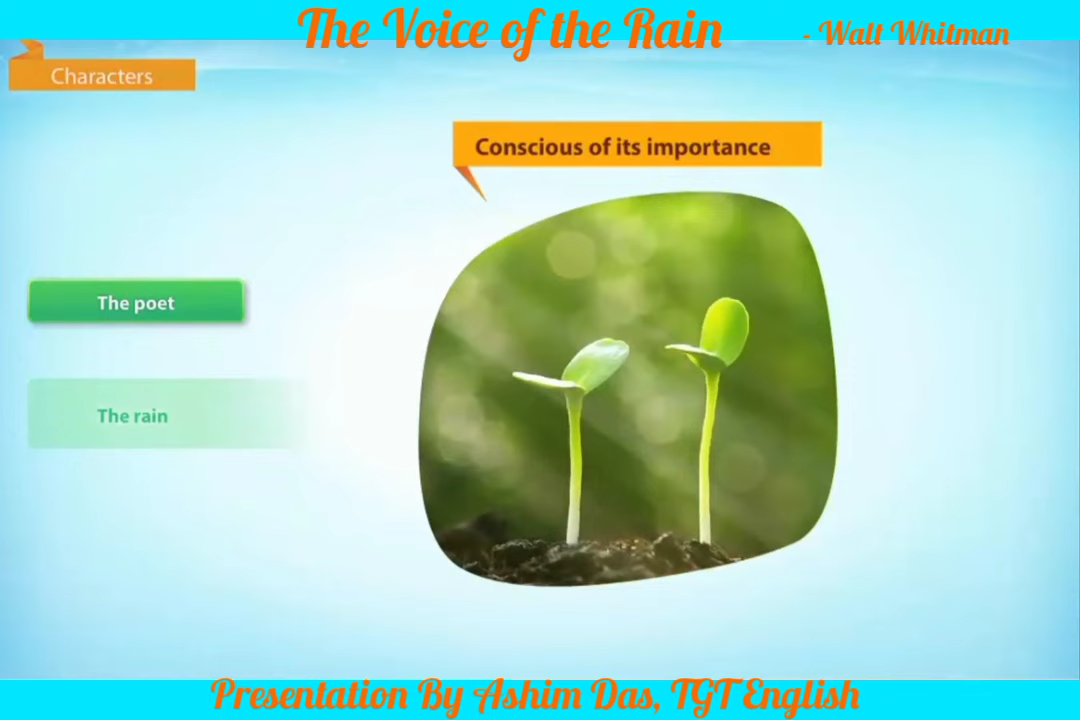 The Voice of the Rain
- Walt Whitman
Characters
Conscious of its importance
The poet
The rain
Presentation By Ashim Das, TGT English